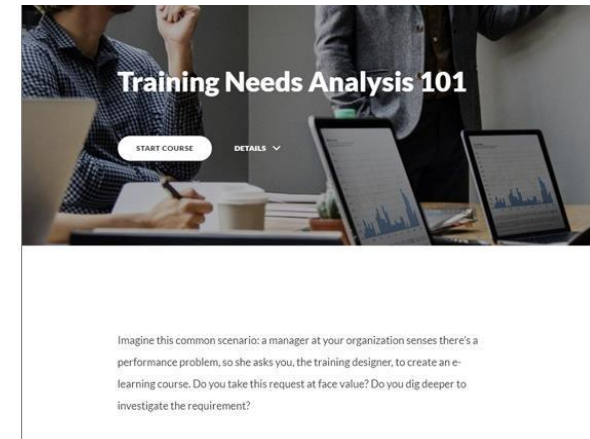 Training Needs Analysis 101
START COURSE
DETAILS
Imagine this common scenario: a manager at your organization senses there's a
performance problem, so she asks you, the training designer, to create an e-
learning course. Do you take this request at face value? Do you dig deeper to
investigate the requirement?